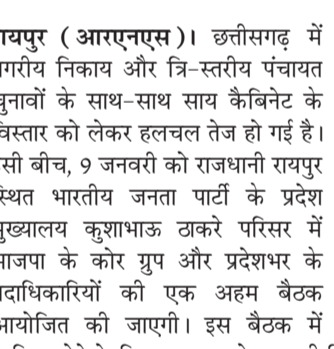 रायपुर ( आरएनएस )। छत्तीसगढ़ में
नगरीय निकाय और त्रि-स्तरीय पंचायत
चुनावों के साथ-साथ साय कैबिनेट के
विस्तार को लेकर हलचल तेज हो गई है।
इसी बीच, 9 जनवरी को राजधानी रायपुर
स्थित भारतीय जनता पार्टी के प्रदेश
मुख्यालय कुशाभाऊ ठाकरे परिसर में
भाजपा के कोर ग्रुप और प्रदेशभर के
पदाधिकारियों की एक अहम बैठक
आयोजित की जाएगी। इस बैठक में